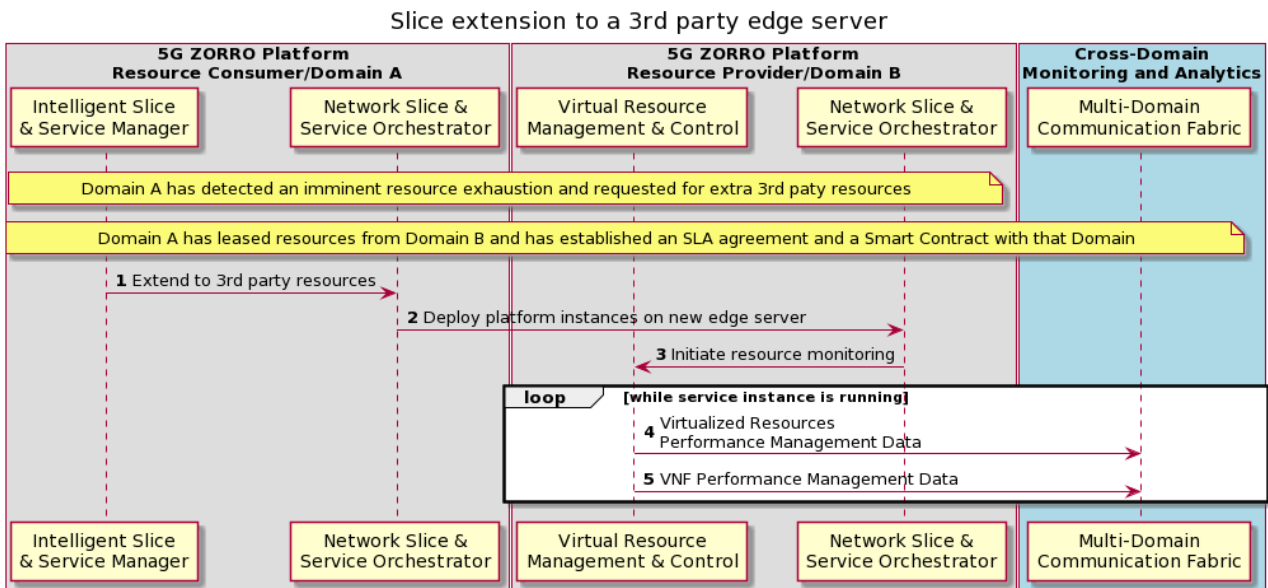 Slice extension to a 3rd party edge server
5G ZORRO Platform
Resource Consumer/Domain A
5G ZORRO Platform
Resource Provider/Domain B
Cross-Domain
Monitoring and Analytics
Intelligent Slice
& Service Manager
Network Slice &
Service Orchestrator
Virtual Resource
Management & Control
Network Slice &
Service Orchestrator
Multi-Domain
Communication Fabric
Domain A has detected an imminent resource exhaustion and requested for extra 3rd paty resources
Domain A has leased resources from Domain B and has established an SLA agreement and a Smart Contract with that Domain
1 Extend to 3rd party resources
2 Deploy platform instances on new edge server
3 Initiate resource monitoring
loop [while service instance is running]
4 Virtualized Resources
Performance Management Data
5 VNF Performance Management Data
Intelligent Slice
& Service Manager
Network Slice &
Service Orchestrator
Virtual Resource
Management & Control
Network Slice &
Service Orchestrator
Multi-Domain
Communication Fabric